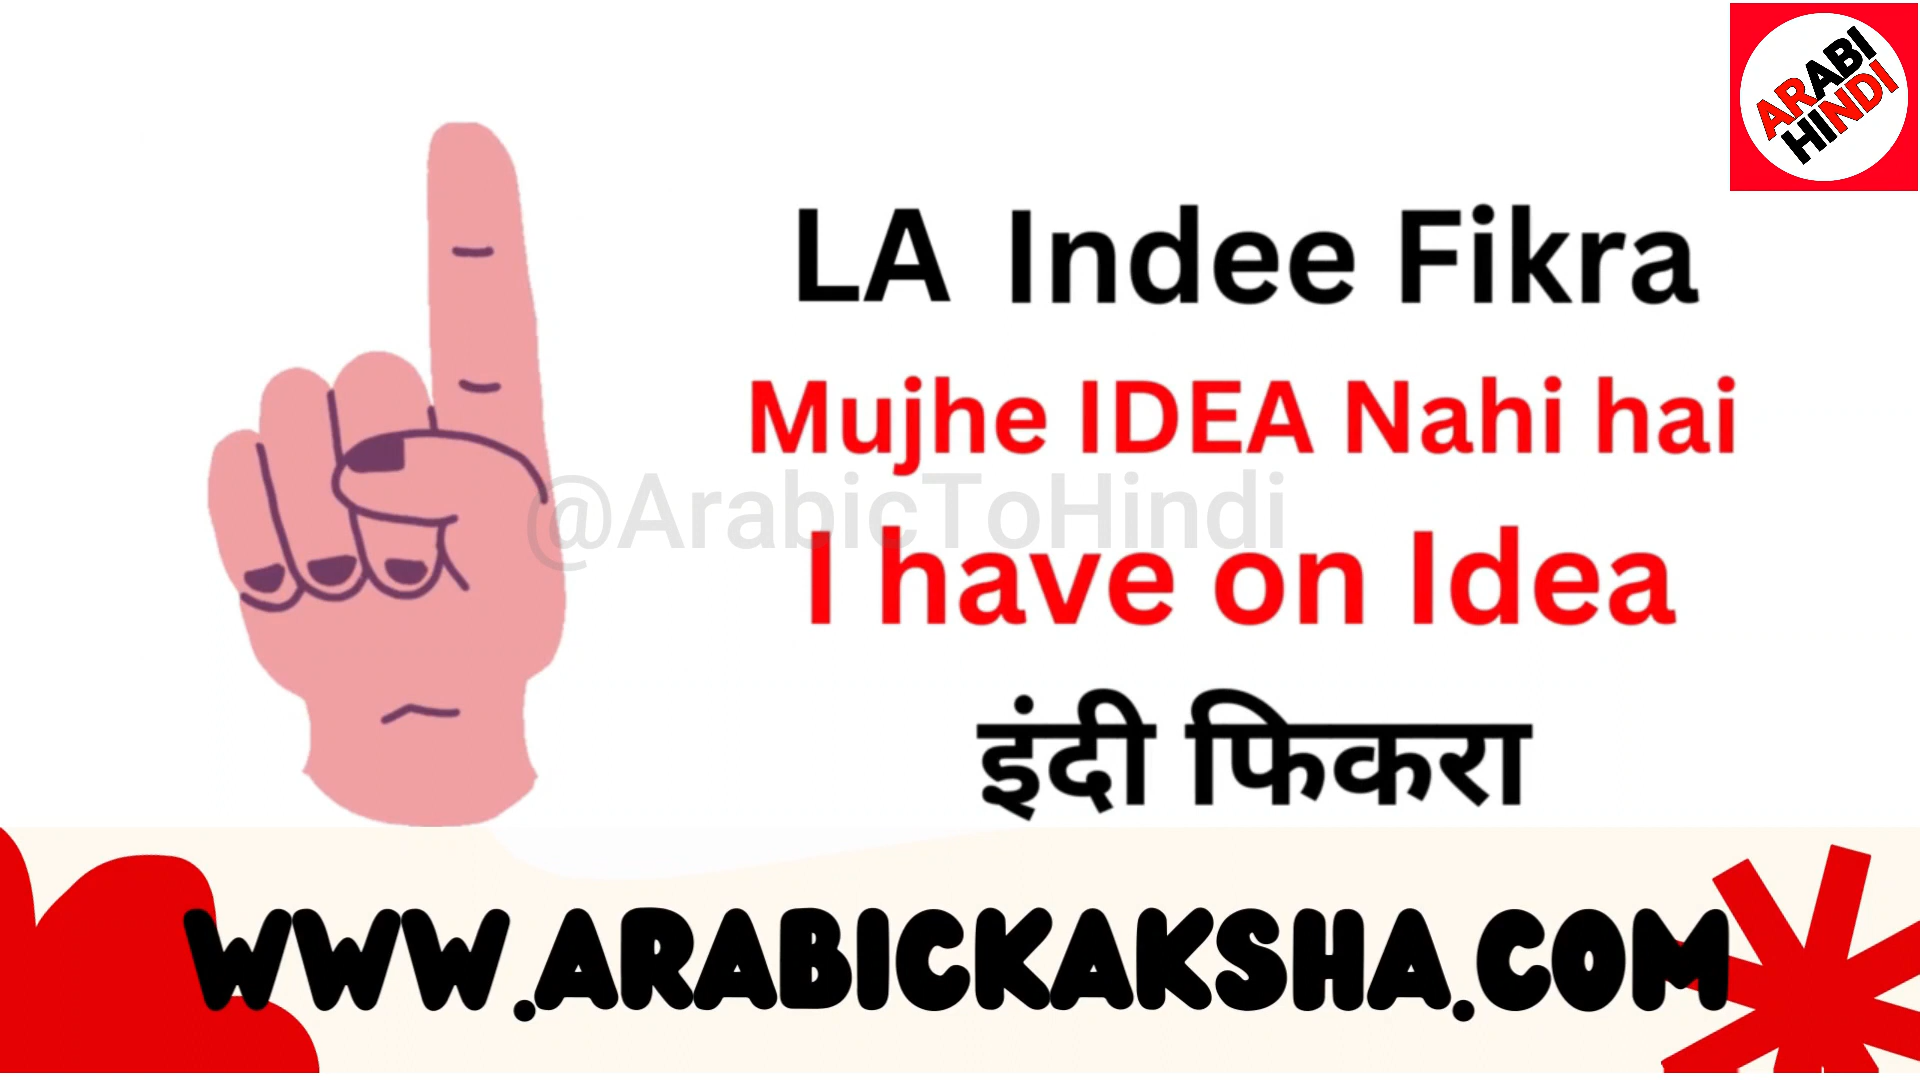 ARABI
HINDI
LA Indee Fikra
Mujhe IDEA Nahi hai
@ArabicToHindi
I have on Idea
इंदी फिकरा
WWW.ARABICKAKSHA.COM